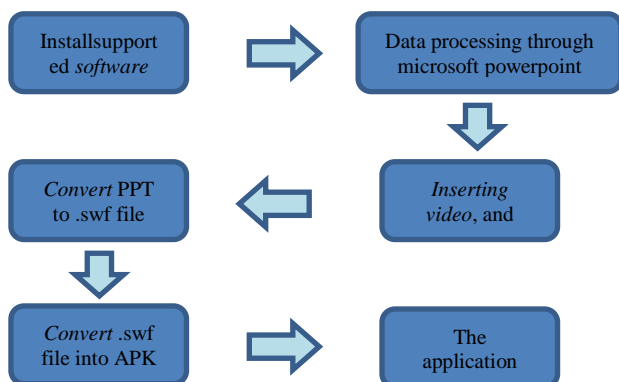 Installsupport
ed software
Data processing through
microsoft powerpoint
Inserting
video, and
Convert PPT
to .swf file
Convert .swf
file into APK
The
application